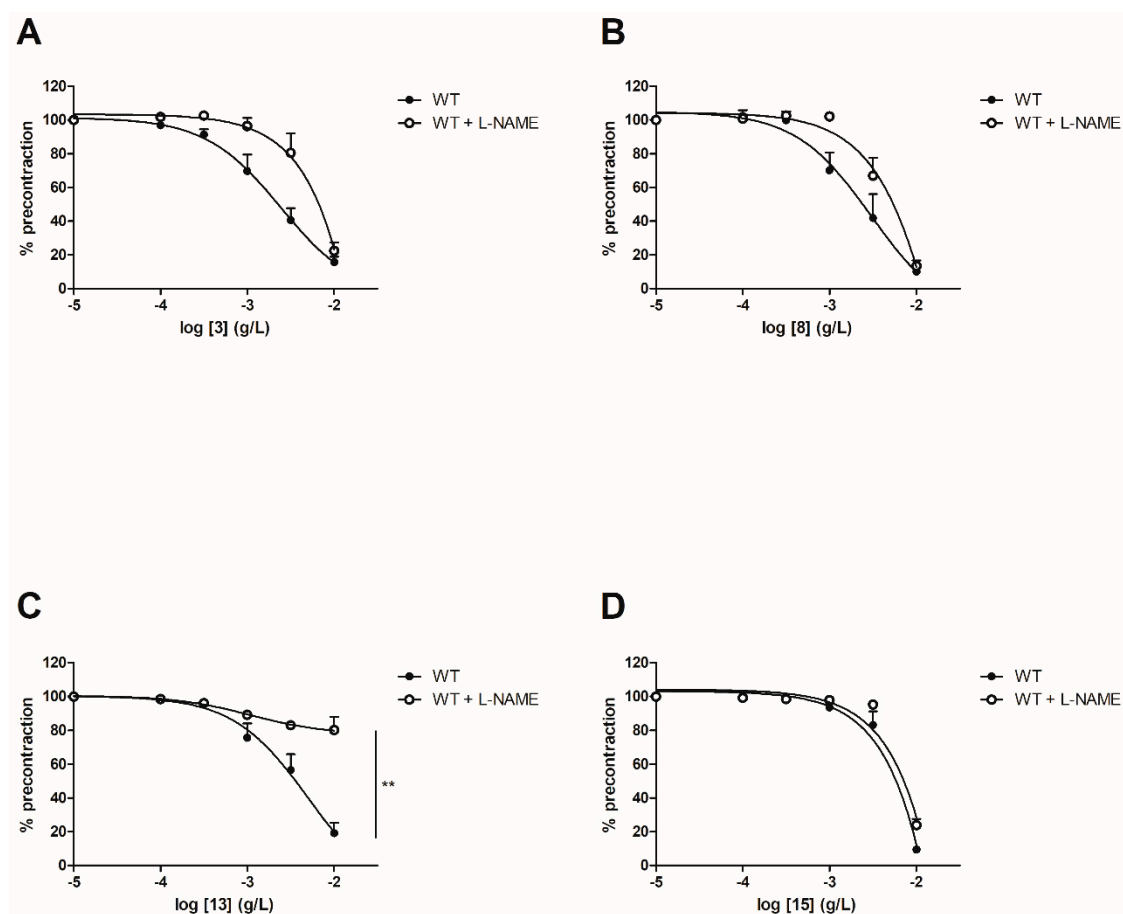 A
B
120
100
80
60
40
20
0
% precontraction
-5 -4 -3 -2
log [3] (g/L)
WT
WT + L-NAME
120
100
80
60
40
20
0
% precontraction
-5 -4 -3 -2
log [8] (g/L)
WT
WT + L-NAME
C
D
120
100
80
60
40
20
0
% precontraction
-5 -4 -3 -2
log [13] (g/L)
WT
WT + L-NAME
**
120
100
80
60
40
20
0
% precontraction
-5 -4 -3 -2
log [15] (g/L)
WT
WT + L-NAME